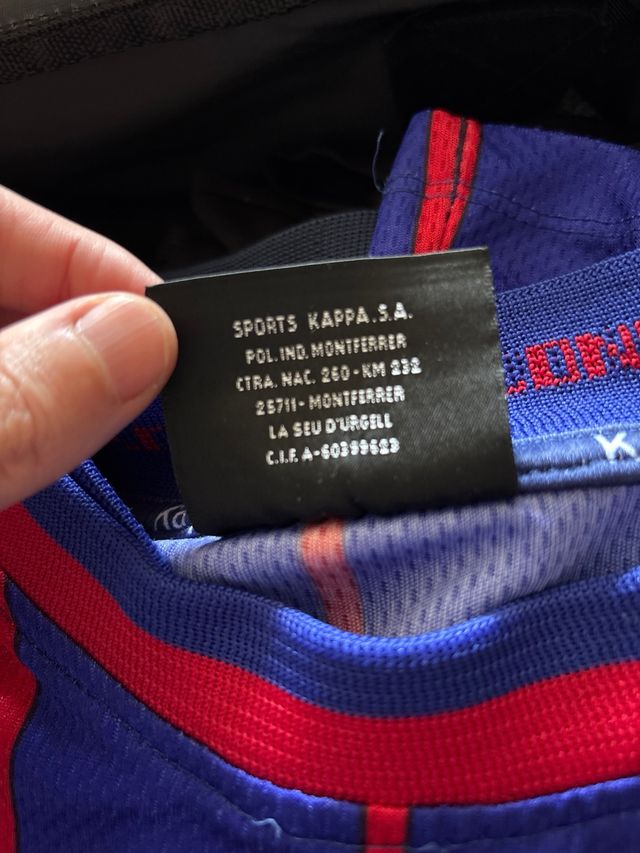 SPORTS KAPPA.S.A.
POL.IND.MONTFERRER
CTRA. NAC. 260-KM 232
25711-MONTFERRER
LA SEU D'URGELL
C.I.F. A-60399623